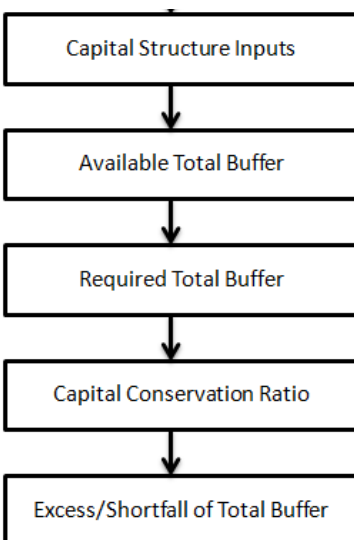 Capital Structure Inputs
Available Total Buffer
Required Total Buffer
Capital Conservation Ratio
Excess/Shortfall of Total Buffer